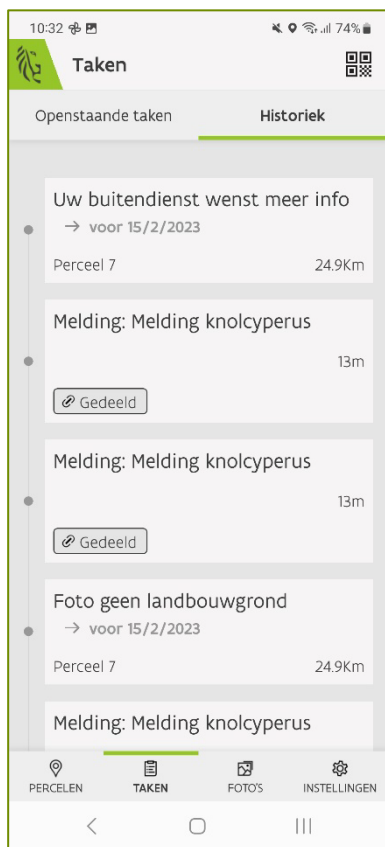 10:32 74%
Taken
Openstaande taken Historiek
Uw buitendienst wenst meer info
→ voor 15/2/2023
Perceel 7 24.9Km
Melding: Melding knolcyperus
13m
Gedeeld
Melding: Melding knolcyperus
13m
Gedeeld
Foto geen landbouwgrond
→ voor 15/2/2023
Perceel 7 24.9Km
Melding: Melding knolcyperus
PERCELEN TAKEN FOTO'S INSTELLINGEN